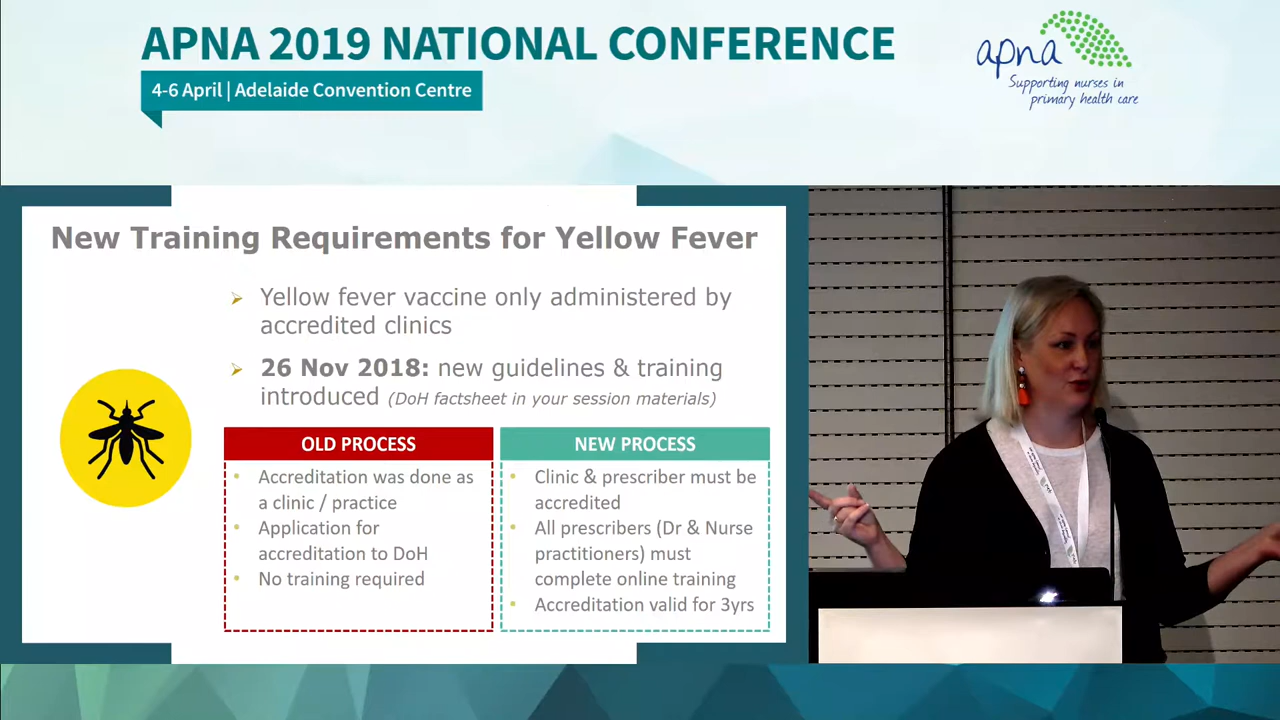 APNA 2019 NATIONAL CONFERENCE
4-6 April | Adelaide Convention Centre
apna
Supporting nurses in
primary health care
New Training Requirements for Yellow Fever
Yellow fever vaccine only administered by
accredited clinics
26 Nov 2018: new guidelines & training
introduced (DoH factsheet in your session materials)
OLD PROCESS
Accreditation was done as
a clinic / practice
Application for
accreditation to DoH
No training required
NEW PROCESS
Clinic & prescriber must be
accredited
All prescribers (Dr & Nurse
practitioners) must
complete online training
Accreditation valid for 3yrs